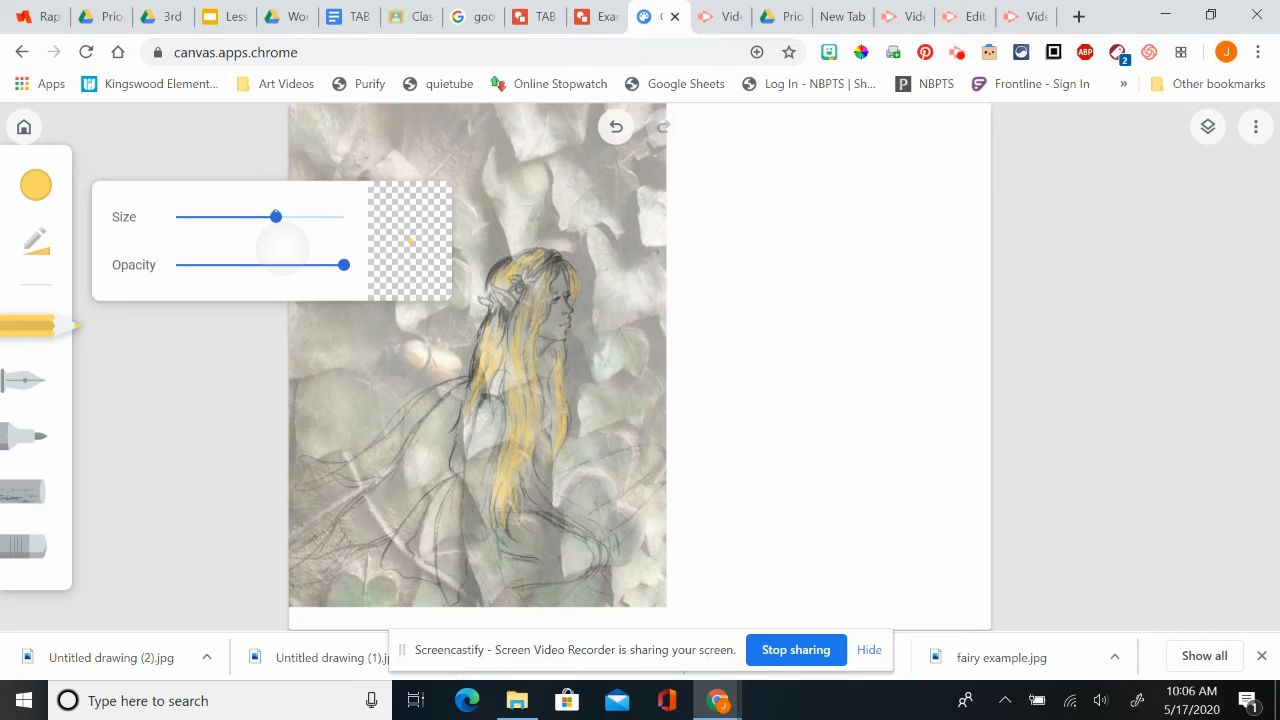 Rap
Prio
3rd
Less
Wor
TAB
Clas
goo
TAB
Exar
C
Vide
Prio
New Tab
Vide
Edit
Vide
canvas.apps.chrome
2
J
Apps
Kingswood Element...
Art Videos
Purify
quietube
Online Stopwatch
Google Sheets
Log In - NBPTS | Sh...
P
NBPTS
Frontline - Sign In
»
Other bookmarks
ABP
Size
Opacity
Untitled drawing (2).jpg
Untitled drawing (1).jp
Screencastify - Screen Video Recorder is sharing your screen.
Stop sharing
Hide
fairy example.jpg
Show all
Type here to search
10:06 AM
5/17/2020
1